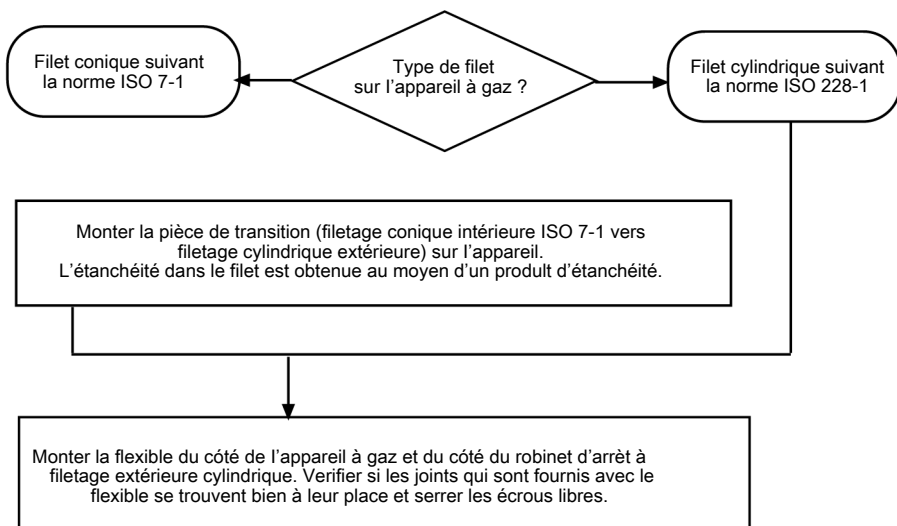 Filet conique suivant
la norme ISO 7-1
Type de filet
sur l'appareil à gaz ?
Filet cylindrique suivant
la norme ISO 228-1
Monter la pièce de transition (filetage conique intérieure ISO 7-1 vers
filetage cylindrique extérieure) sur l'appareil.
L'étanchéité dans le filet est obtenue au moyen d'un prodult d'étanchéité.
Monter la flexible du côté de l'appareil à gaz et du côté du robinet d'arrèt à
filetage extérieure cylindrique. Verifier si les joints qui sont fournis avec le
flexible se trouvent bien à leur place et serrer les écrous libres.